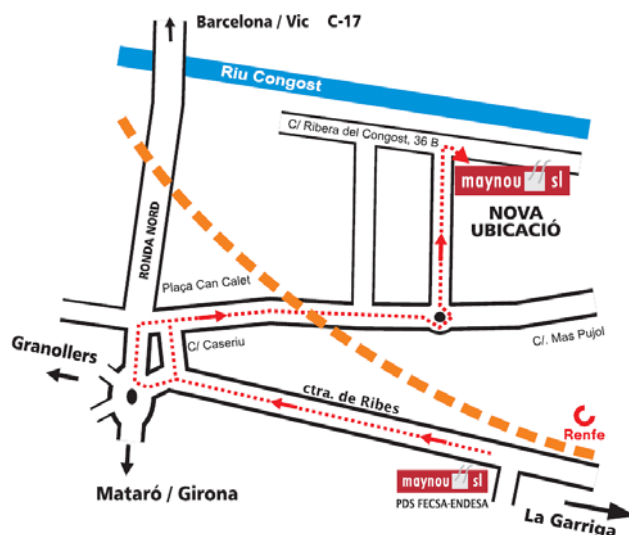 Barcelona / Vic C-17
Riu Congost
C/ Ribera del Congost, 36 B
maynou sl
NOVA
UBICACIÓ
RONDA NORD
Plaça Can Calet
C/ Caseriu
C/. Mas Pujol
Granollers
ctra. de Ribes
Renfe
Mataró / Girona
maynou sl
PDS FECSA-ENDESA
La Garriga